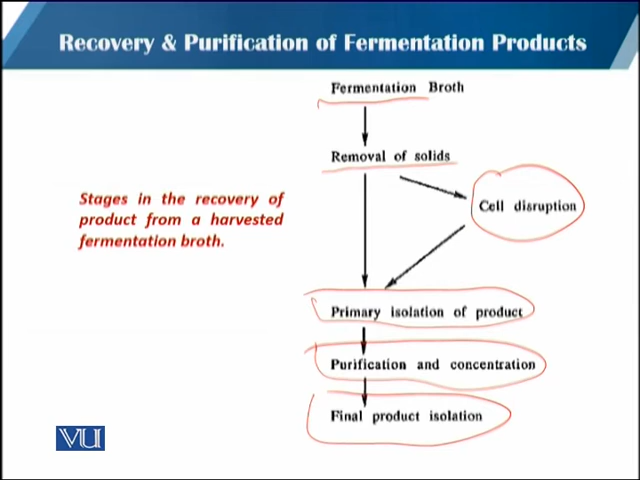 Recovery & Purification of Fermentation Products
Fermentation Broth
Removal of solids
Stages in the recovery of
product from a harvested
fermentation broth.
Cell disruption
Primary isolation of product
Purification and concentration
Final product isolation
VU